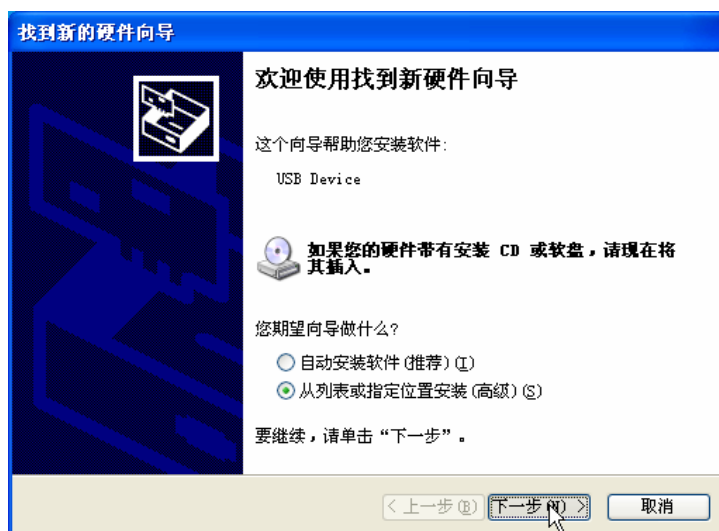 找到新的硬件向导
欢迎使用找到新硬件向导
这个向导帮助您安装软件:
USB Device
如果您的硬件带有安装 CD 或软盘，请现在将
其插入。
您期望向导做什么?
自动安装软件(推荐)(I)
从列表或指定位置安装(高级)(S)
要继续，请单击“下一步”。
< 上一步(B) 下一步(N) > 取消